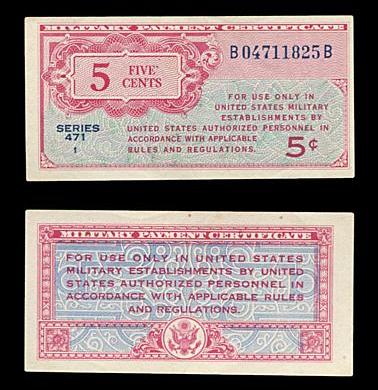 MILITARY PAYMENT CERTIFICATE
B04711825B
5 FIVE
CENTS
FOR USE ONLY IN
UNITED STATES MILITARY
ESTABLISHMENTS BY
SERIES
471
1
UNITED STATES AUTHORIZED PERSONNEL IN
ACCORDANCE WITH APPLICABLE
RULES AND REGULATIONS.
5¢
MILITARY PAYMENT CERTIFICATE
FOR USE ONLY IN UNITED STATES
MILITARY ESTABLISHMENTS BY UNITED
STATES AUTHORIZED PERSONNEL IN
ACCORDANCE WITH APPLICABLE RULES
AND REGULATIONS.